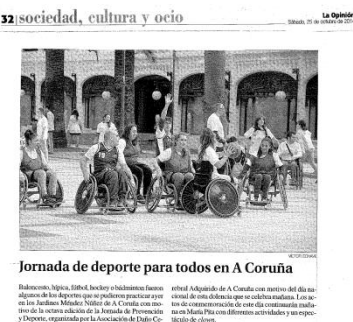 32 sociedad, cultura y ocio
La Opinión
Sábado, 25 de octubre de
VÍCTOR
Jornada de deporte para todos en A Coruña
Baloncesto, hípica, fútbol, hockey o bádminton fueron
algunos de los deportes que se pudieron practicar ayer
en los Jardines Méndez Núñez de A Coruña con mo-
tivo de la octava edición de la Jornada de Prevención
y Deporte, organizada por la Asociación de Daño Ce-
rebral Adquirido de A Coruña con motivo del día na-
cional de esta dolencia que se celebra mañana. Los ac-
tos de conmemoración de este día continuarán maña-
na en María Pita con diferentes actividades y un espec-
táculo de clown.